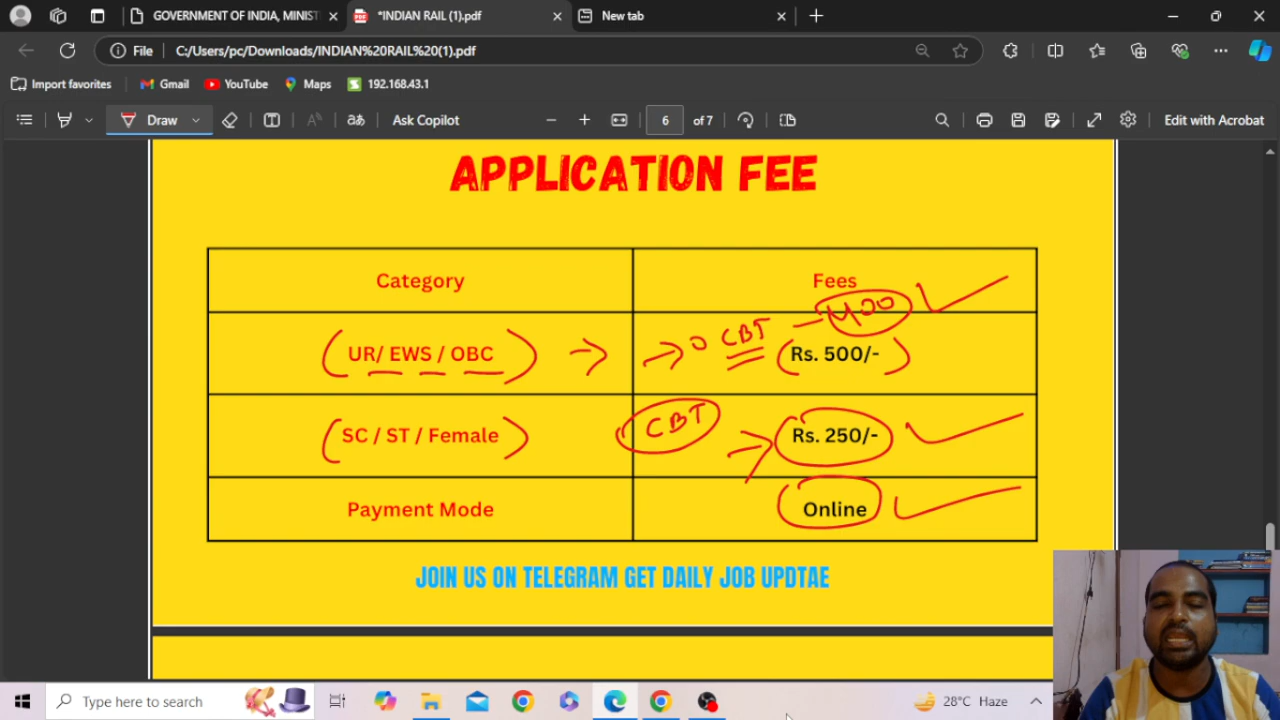 GOVERNMENT OF INDIA, MINIST
*INDIAN RAIL (1).pdf
New tab
File C:/Users/pc/Downloads/INDIAN%20RAIL%20(1).pdf
Import favorites Gmail YouTube Maps 192.168.43.1
Draw aあ Ask Copilot 6 of 7 Edit with Acrobat
APPLICATION FEE
Category Fees
CBT - 400
UR/ EWS / OBC Rs. 500/-
CBT
SC / ST / Female Rs. 250/-
Payment Mode Online
JOIN US ON TELEGRAM GET DAILY JOB UPDTAE
Type here to search 28°C Haze